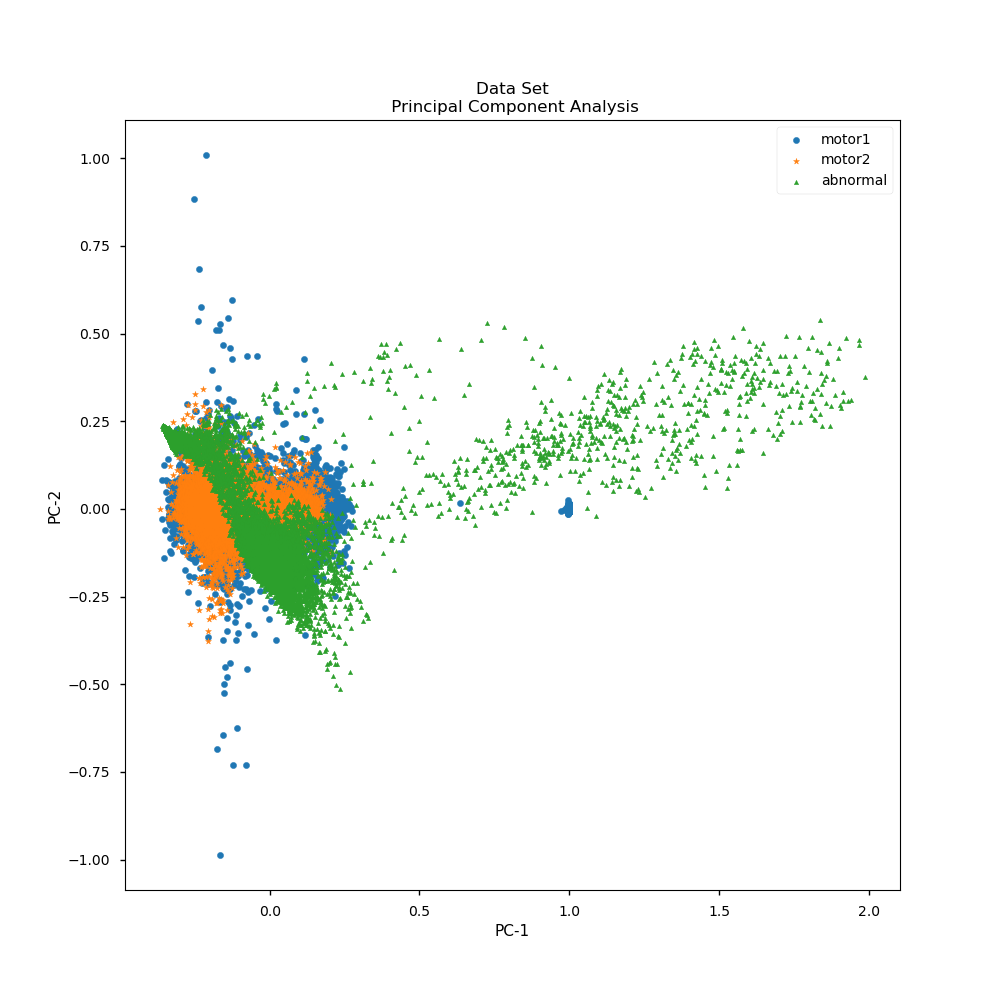 Data Set
Principal Component Analysis
motor1
motor2
abnormal
1.00
0.75
0.50
0.25
0.00
−0.25
−0.50
−0.75
−1.00
PC-2
0.0
0.5
1.0
1.5
2.0
PC-1